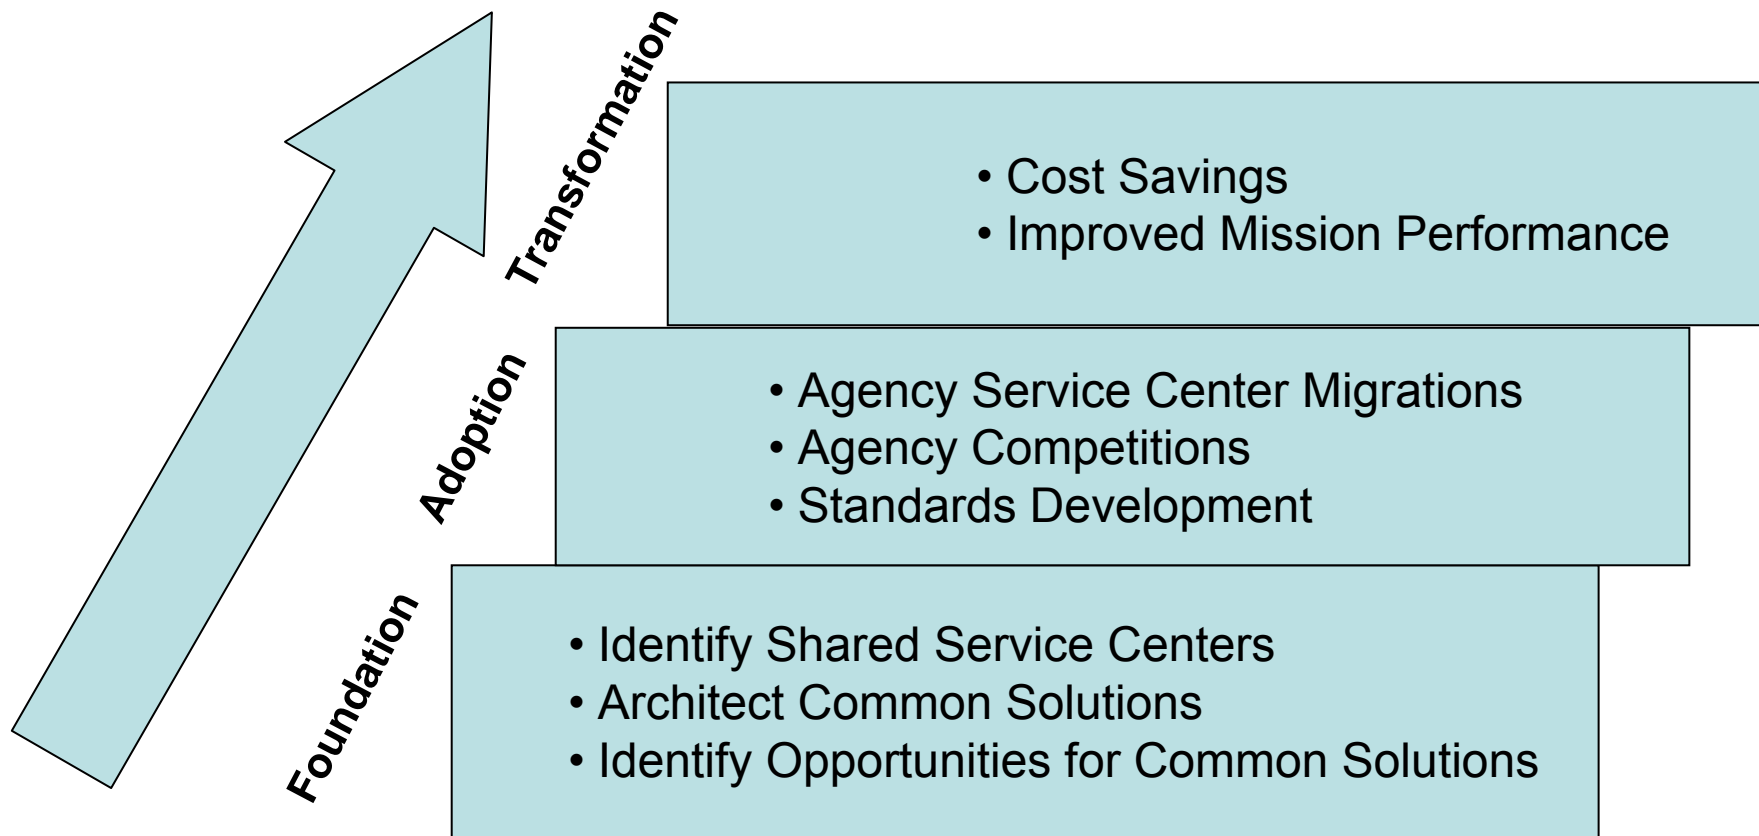 Transformation
• Cost Savings
• Improved Mission Performance
Adoption
• Agency Service Center Migrations
• Agency Competitions
• Standards Development
Foundation
• Identify Shared Service Centers
• Architect Common Solutions
• Identify Opportunities for Common Solutions